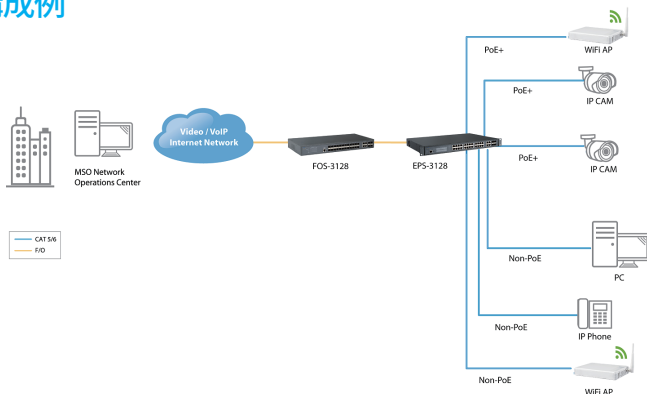 成例
PoE+
WiFi AP
PoE+
IP CAM
Video / VoIP
Internet Network
FOS-3128
EPS-3128
PoE+
IP CAM
MSO Network
Operations Center
CAT 5/6
F/O
Non-PoE
PC
Non-PoE
IP Phone
Non-PoE
WiFi AP